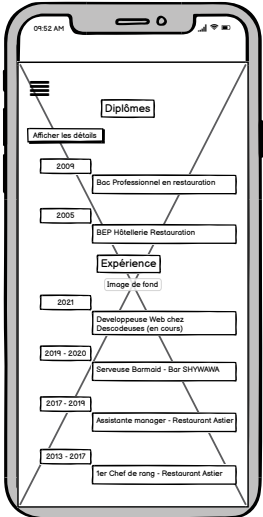 09:52 AM
Diplômes
Afficher les détails
2009
Bac Professionnel en restauration
2005
BEP Hôtellerie Restauration
Expérience
Image de fond
2021
Developpeuse Web chez
Descodeuses (en cours)
2019 - 2020
Serveuse Barmaid - Bar SHYWAWA
2017 - 2019
Assistante manager - Restaurant Astier
2013 - 2017
1er Chef de rang - Restaurant Astier